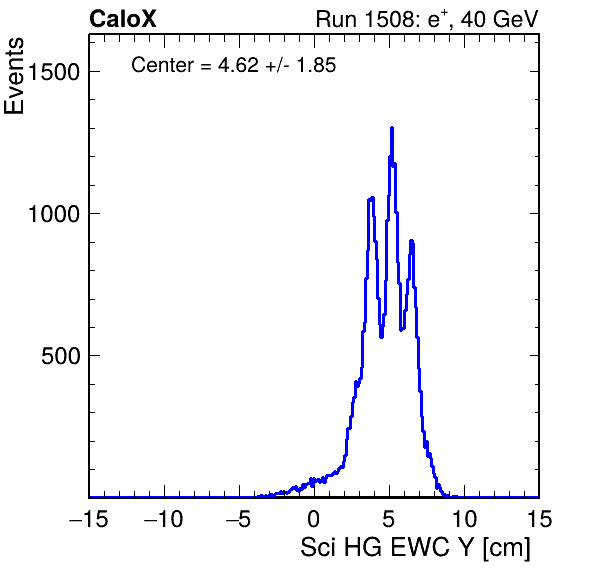 CaloX Run 1508: e⁺, 40 GeV
Events
Center = 4.62 +/- 1.85
1500
1000
500
−15 −10 −5 0 5 10 15
Sci HG EWC Y [cm]